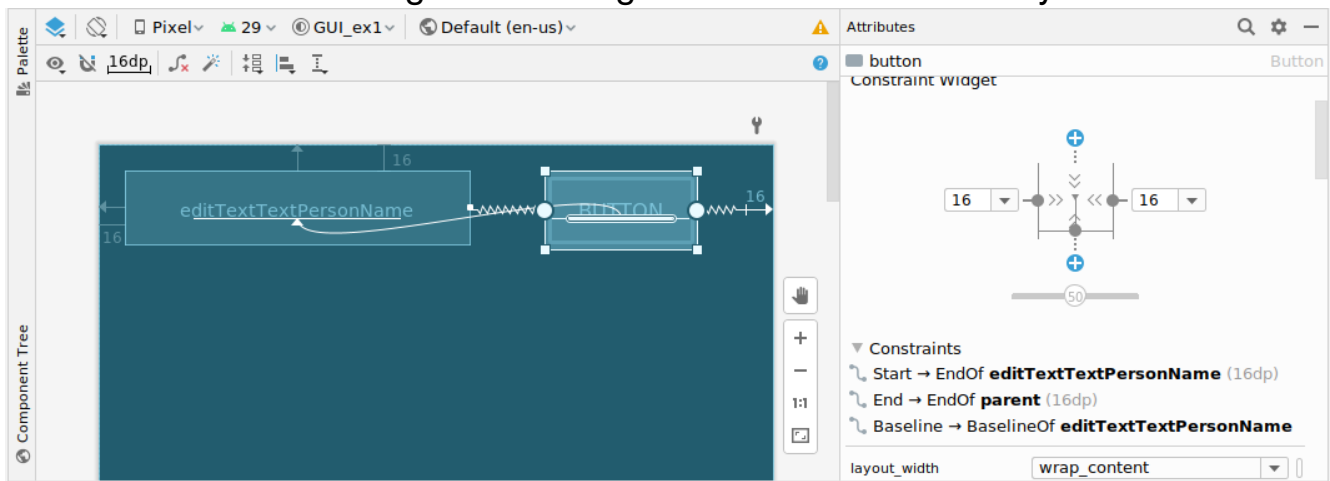 Pixel 29 GUI_ex1 Default (en-us)
Attributes
Palette
16dp
button Button
Constraint Widget
16
editTextTextPersonName
BUTTON
16
16
16 16
50
Component Tree
1:1
Constraints
Start → EndOf editTextTextPersonName (16dp)
End → EndOf parent (16dp)
Baseline → BaselineOf editTextTextPersonName
layout_width wrap_content